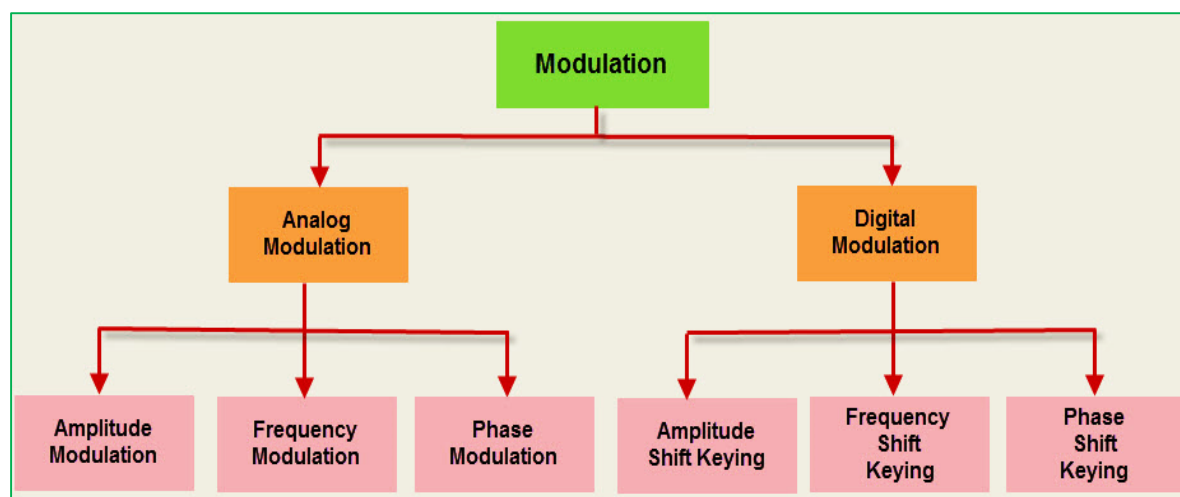 Modulation
Analog
Modulation
Digital
Modulation
Amplitude
Modulation
Frequency
Modulation
Phase
Modulation
Amplitude
Shift Keying
Frequency
Shift
Keying
Phase
Shift
Keying